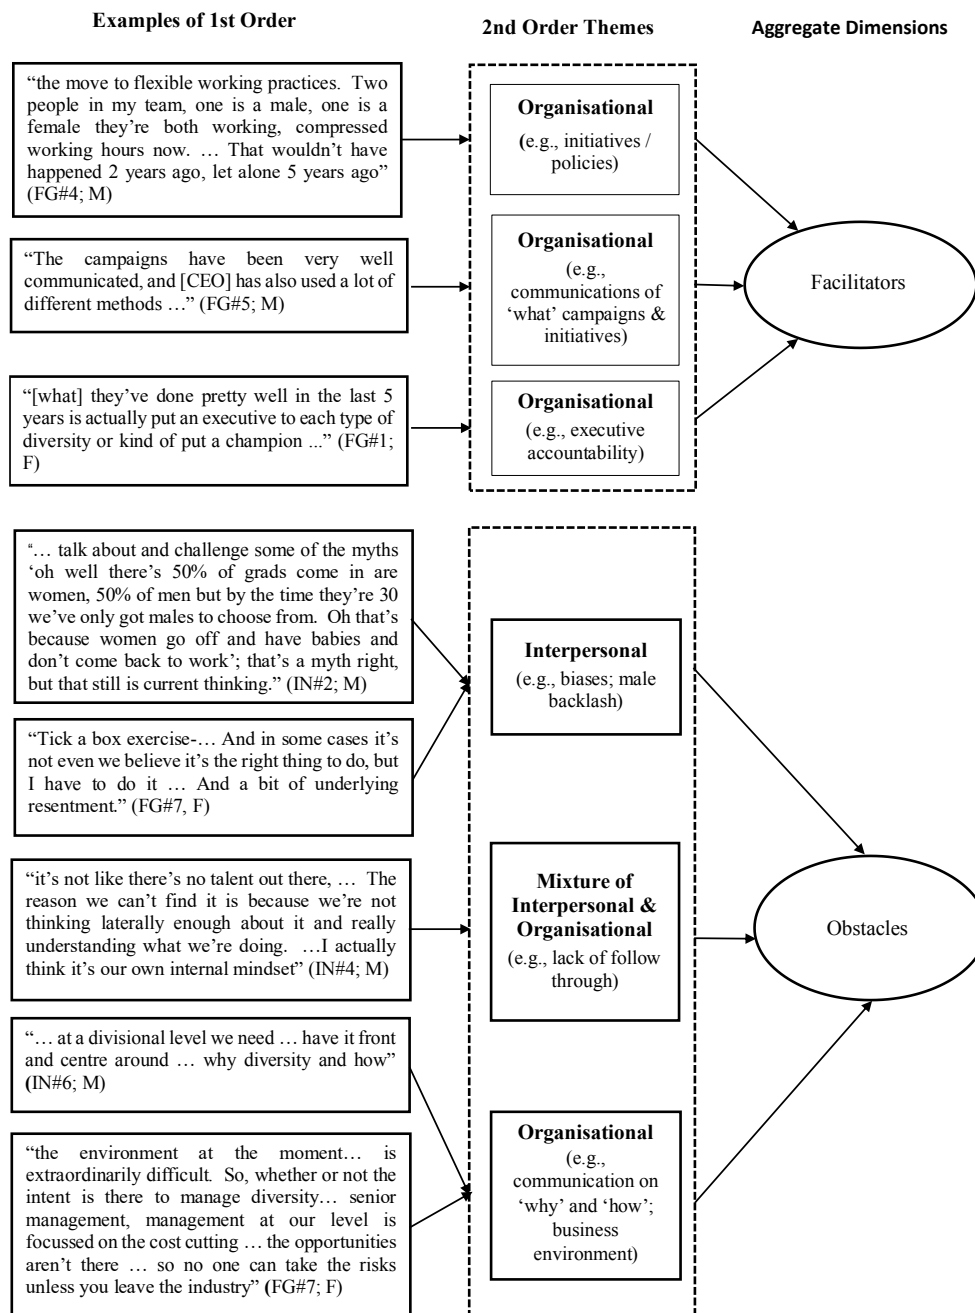 Examples of 1st Order
2nd Order Themes
Aggregate Dimensions
“the move to flexible working practices. Two
people in my team, one is a male, one is a
female they’re both working, compressed
working hours now. … That wouldn’t have
happened 2 years ago, let alone 5 years ago”
(FG#4; M)
Organisational
(e.g., initiatives /
policies)
“The campaigns have been very well
communicated, and [CEO] has also used a lot of
different methods …” (FG#5; M)
Organisational
(e.g.,
communications of
‘what’ campaigns &
initiatives)
Facilitators
“[what] they’ve done pretty well in the last 5
years is actually put an executive to each type of
diversity or kind of put a champion ...” (FG#1;
F)
Organisational
(e.g., executive
accountability)
“… talk about and challenge some of the myths
‘oh well there’s 50% of grads come in are
women, 50% of men but by the time they’re 30
we’ve only got males to choose from. Oh that’s
because women go off and have babies and
don’t come back to work’; that’s a myth right,
but that still is current thinking.” (IN#2; M)
“Tick a box exercise-… And in some cases it’s
not even we believe it’s the right thing to do, but
I have to do it … And a bit of underlying
resentment.” (FG#7, F)
Interpersonal
(e.g., biases; male
backlash)
“it’s not like there’s no talent out there, … The
reason we can’t find it is because we’re not
thinking laterally enough about it and really
understanding what we’re doing. …I actually
think it’s our own internal mindset” (IN#4; M)
Mixture of
Interpersonal &
Organisational
(e.g., lack of follow
through)
Obstacles
“… at a divisional level we need … have it front
and centre around … why diversity and how”
(IN#6; M)
“the environment at the moment… is
extraordinarily difficult. So, whether or not the
intent is there to manage diversity… senior
management, management at our level is
focussed on the cost cutting … the opportunities
aren’t there … so no one can take the risks
unless you leave the industry” (FG#7; F)
Organisational
(e.g.,
communication on
‘why’ and ‘how’;
business
environment)